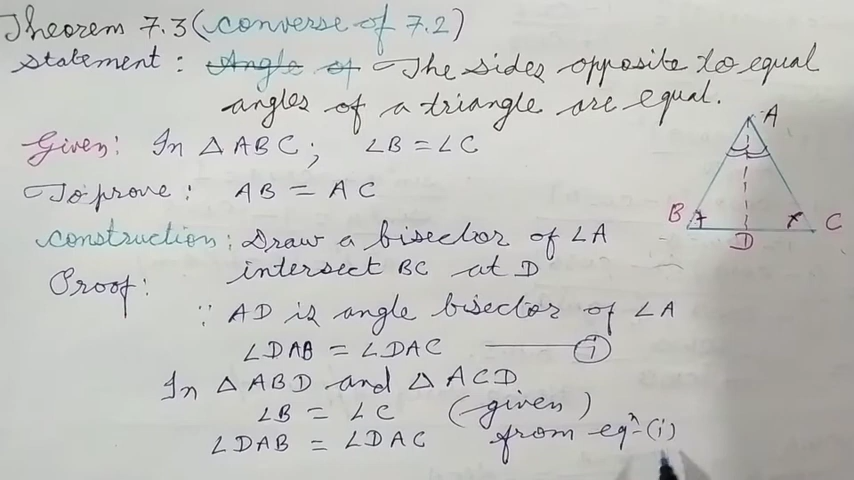 Theorem 7.3 (converse of 7.2)
Statement : Angle of The sides opposite to equal
angles of a triangle are equal.
Given: In △ABC; ∠B = ∠C
To prove : AB = AC
Construction : Draw a bisector of ∠A
intersect BC at D
Proof:
∵ AD is angle bisector of ∠A
∠DAB = ∠DAC —— (i)
In △ABD and △ACD
∠B = ∠C (given)
∠DAB = ∠DAC from eqⁿ-(i)
A
B
D
C